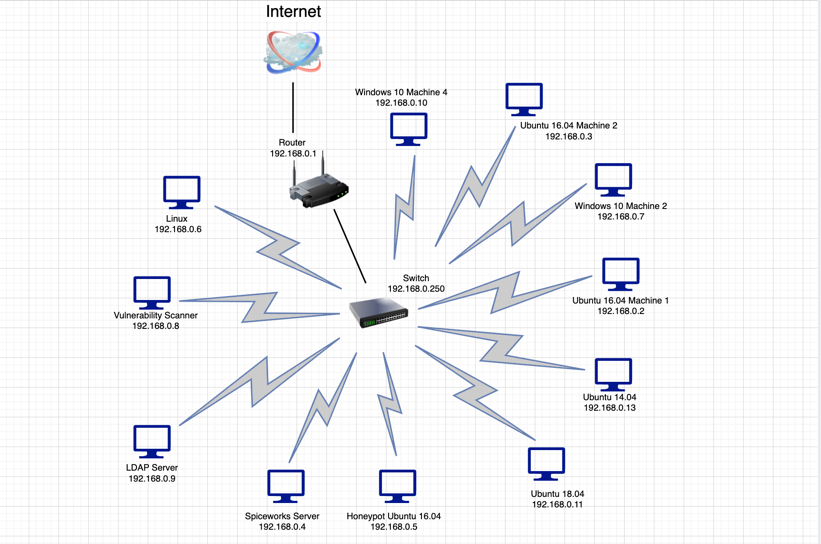 Internet
Windows 10 Machine 4
192.168.0.10
Ubuntu 16.04 Machine 2
192.168.0.3
Router
192.168.0.1
Linux
192.168.0.6
Windows 10 Machine 2
192.168.0.7
Switch
192.168.0.250
Ubuntu 16.04 Machine 1
192.168.0.2
Vulnerability Scanner
192.168.0.8
Ubuntu 14.04
192.168.0.13
LDAP Server
192.168.0.9
Ubuntu 18.04
192.168.0.11
Spiceworks Server
192.168.0.4
Honeypot Ubuntu 16.04
192.168.0.5